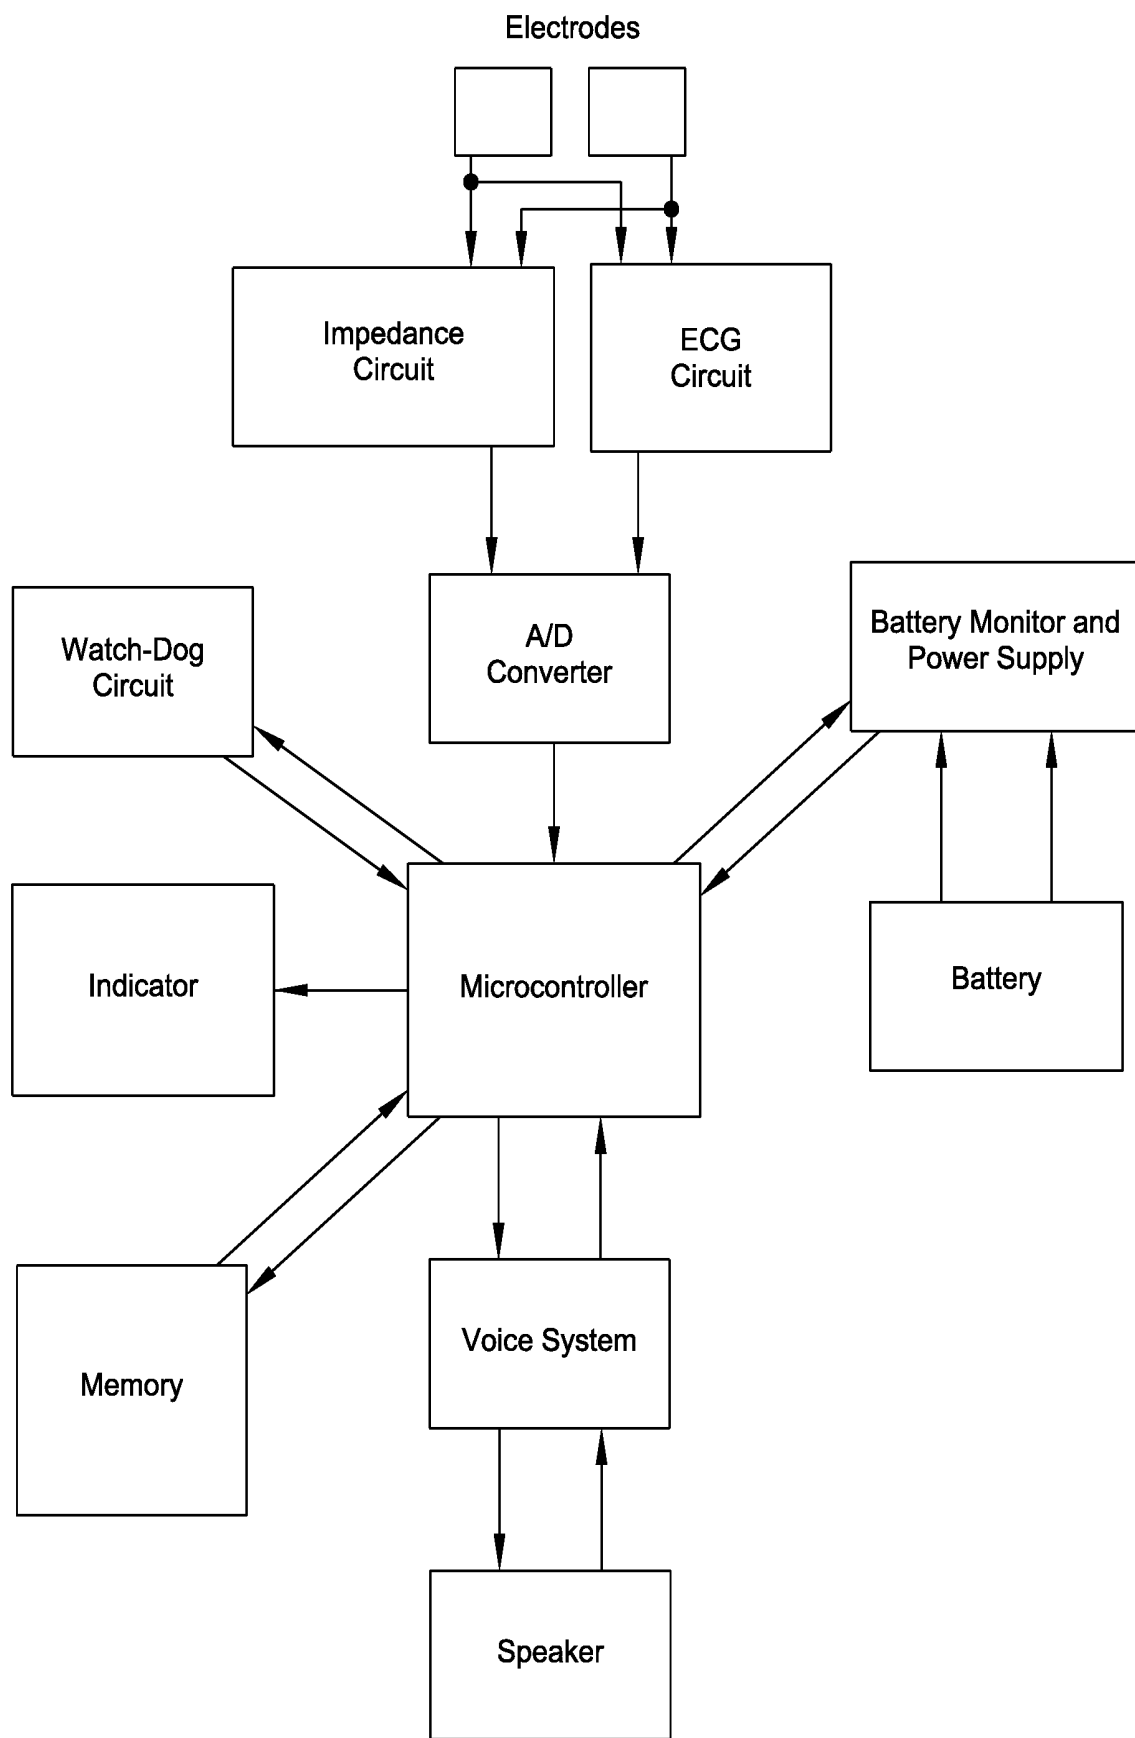 Electrodes
Impedance
Circuit
ECG
Circuit
Watch-Dog
Circuit
A/D
Converter
Battery Monitor and
Power Supply
Indicator
Microcontroller
Battery
Memory
Voice System
Speaker